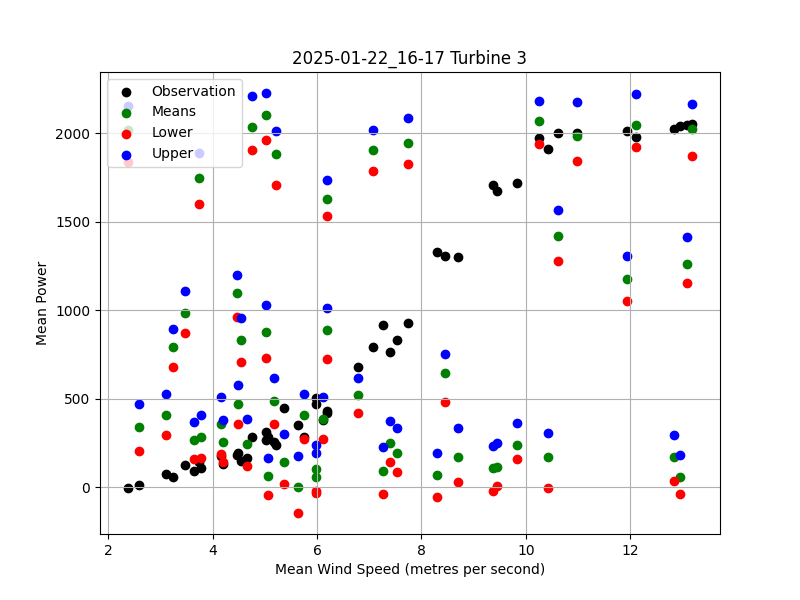 2025-01-22_16-17 Turbine 3
Observation
Means
Lower
Upper
2000
1500
1000
500
0
Mean Power
2 4 6 8 10 12
Mean Wind Speed (metres per second)